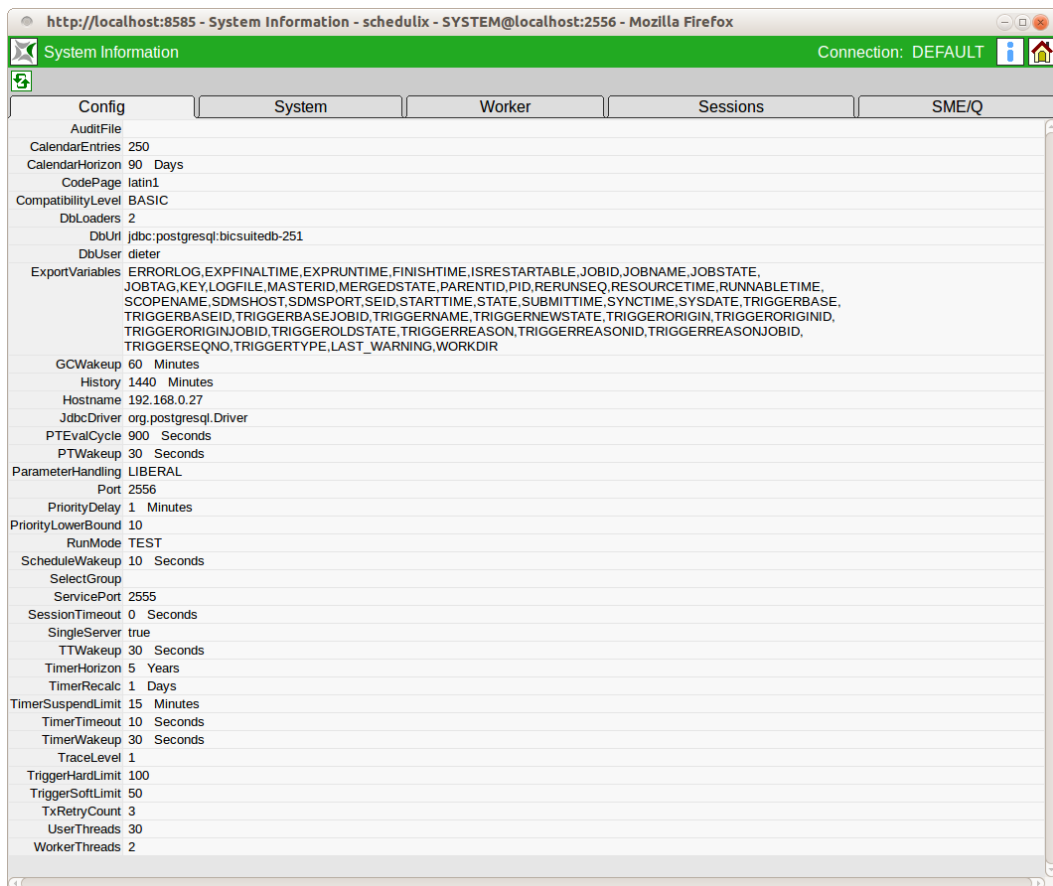 http://localhost:8585 - System Information - schedulix - SYSTEM@localhost:2556 - Mozilla Firefox
System Information Connection: DEFAULT
Config System Worker Sessions SME/Q
AuditFile
CalendarEntries 250
CalendarHorizon 90 Days
CodePage latin1
CompatibilityLevel BASIC
DbLoaders 2
DbUrl jdbc:postgresql:bicsuitedb-251
DbUser dieter
ExportVariables ERRORLOG,EXPFINALTIME,EXPRUNTIME,FINISHTIME,ISRESTARTABLE,JOBID,JOBNAME,JOBSTATE,
JOBTAG,KEY,LOGFILE,MASTERID,MERGEDSTATE,PARENTID,PID,RERUNSEQ,RESOURCETIME,RUNNABLETIME,
SCOPENAME,SDMSHOST,SDMSPORT,SEID,STARTTIME,STATE,SUBMITTIME,SYNCTIME,SYSDATE,TRIGGERBASE,
TRIGGERBASEID,TRIGGERBASEJOBID,TRIGGERNAME,TRIGGERNEWSTATE,TRIGGERORIGIN,TRIGGERORIGINID,
TRIGGERORIGINJOBID,TRIGGEROLDSTATE,TRIGGERREASON,TRIGGERREASONID,TRIGGERREASONJOBID,
TRIGGERSEQNO,TRIGGERTYPE,LAST_WARNING,WORKDIR
GCWakeup 60 Minutes
History 1440 Minutes
Hostname 192.168.0.27
JdbcDriver org.postgresql.Driver
PTEvalCycle 900 Seconds
PTWakeup 30 Seconds
ParameterHandling LIBERAL
Port 2556
PriorityDelay 1 Minutes
PriorityLowerBound 10
RunMode TEST
ScheduleWakeup 10 Seconds
SelectGroup
ServicePort 2555
SessionTimeout 0 Seconds
SingleServer true
TTWakeup 30 Seconds
TimerHorizon 5 Years
TimerRecalc 1 Days
TimerSuspendLimit 15 Minutes
TimerTimeout 10 Seconds
TimerWakeup 30 Seconds
TraceLevel 1
TriggerHardLimit 100
TriggerSoftLimit 50
TxRetryCount 3
UserThreads 30
WorkerThreads 2